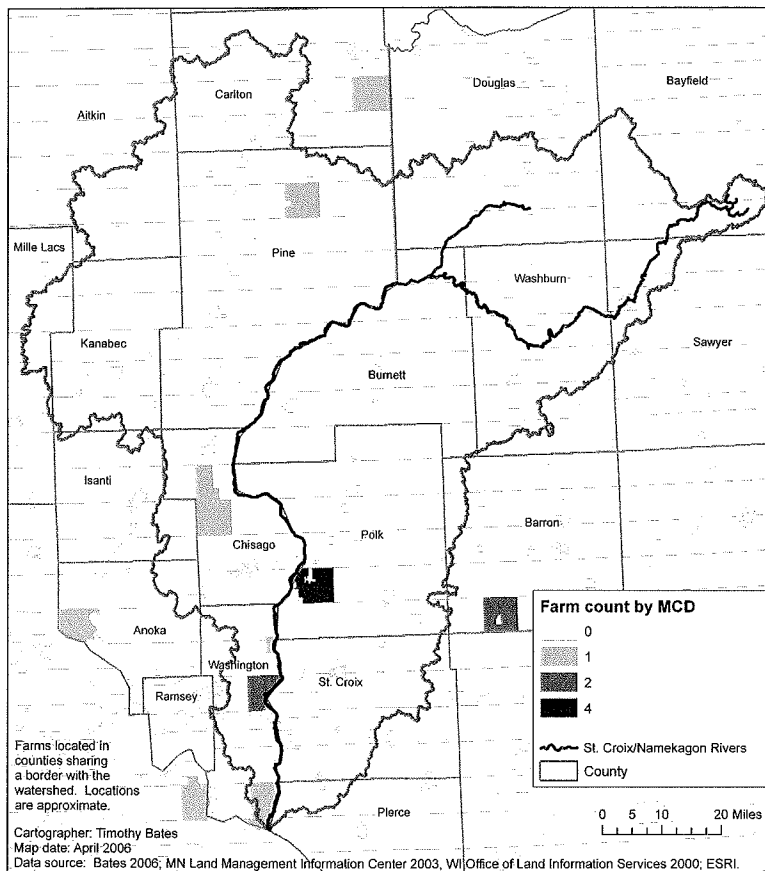 Douglas
Bayfield
Carlton
Aitkin
Mille Lacs
Pine
Washburn
Kanabec
Sawyer
Burnett
Isanti
Polk
Barron
Chisago
Farm count by MCD
0
1
2
4
St. Croix/Namekagon Rivers
County
Anoka
Washington
St. Croix
Ramsey
Farms located in
counties sharing
a border with the
watershed. Locations
are approximate.
Pierce
20 Miles
0 5 10
Cartographer: Timothy Bates
Map date: April 2006
Data source: Bates 2006; MN Land Management Information Center 2003, WI Office of Land Information Services 2000; ESRI.